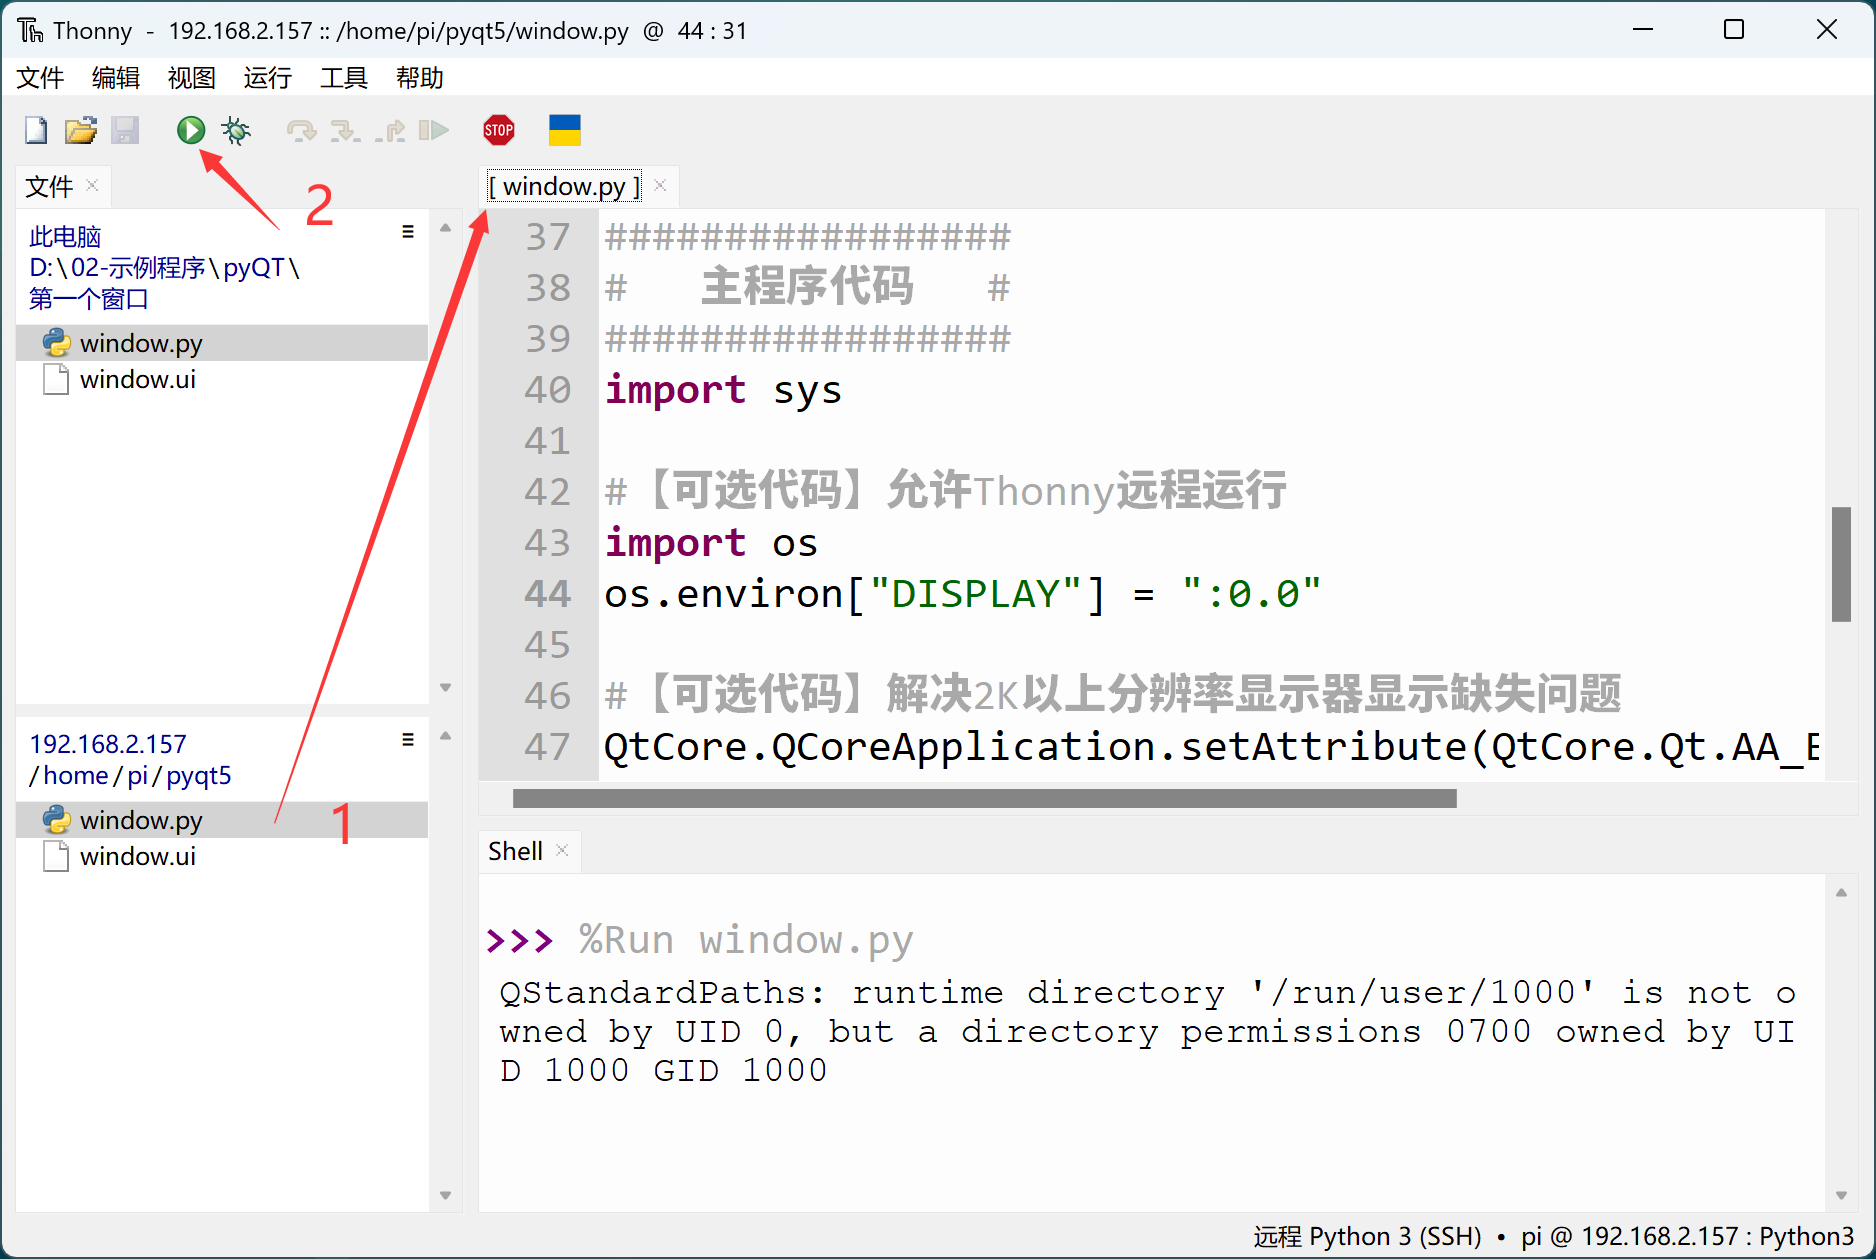 Thonny - 192.168.2.157 :: /home/pi/pyqt5/window.py @ 44 : 31
文件 编辑 视图 运行 工具 帮助
STOP
文件
2
此电脑
D:\02-示例程序\pyQT\
第一个窗口
window.py
window.ui
192.168.2.157
/home/pi/pyqt5
window.py
1
window.ui
[ window.py ]
37 #################
38 # 主程序代码 #
39 #################
40 import sys
41
42 #【可选代码】允许Thonny远程运行
43 import os
44 os.environ["DISPLAY"] = ":0.0"
45
46 #【可选代码】解决2K以上分辨率显示器显示缺失问题
47 QtCore.QCoreApplication.setAttribute(QtCore.Qt.AA_E
Shell
>>> %Run window.py
QStandardPaths: runtime directory '/run/user/1000' is not o
wned by UID 0, but a directory permissions 0700 owned by UI
D 1000 GID 1000
远程 Python 3 (SSH) • pi @ 192.168.2.157 : Python3